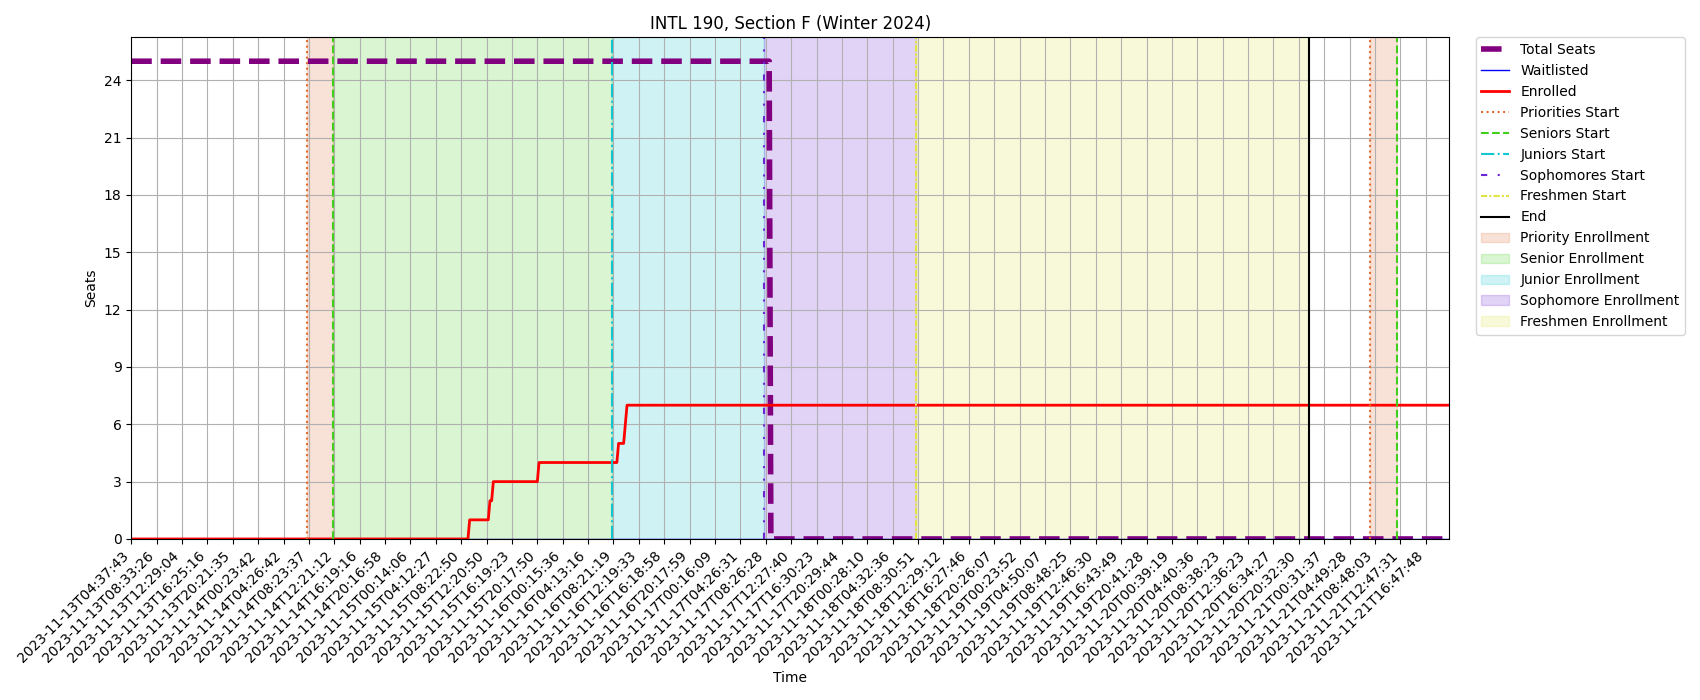 INTL 190, Section F (Winter 2024)
Seats
24
21
18
15
12
9
6
3
0
2023-11-13T04:37:43
2023-11-13T08:33:26
2023-11-13T12:29:04
2023-11-13T16:25:16
2023-11-13T20:21:35
2023-11-14T00:23:42
2023-11-14T04:26:42
2023-11-14T08:23:37
2023-11-14T12:21:12
2023-11-14T16:19:16
2023-11-14T20:16:58
2023-11-15T00:14:06
2023-11-15T04:12:27
2023-11-15T08:22:50
2023-11-15T12:20:50
2023-11-15T16:19:23
2023-11-15T20:17:50
2023-11-16T00:15:36
2023-11-16T04:13:16
2023-11-16T08:21:19
2023-11-16T12:19:33
2023-11-16T16:18:58
2023-11-16T20:17:59
2023-11-17T00:16:09
2023-11-17T04:26:31
2023-11-17T08:26:28
2023-11-17T12:27:40
2023-11-17T16:30:23
2023-11-17T20:29:44
2023-11-18T00:28:10
2023-11-18T04:32:36
2023-11-18T08:30:51
2023-11-18T12:29:12
2023-11-18T16:27:46
2023-11-18T20:26:07
2023-11-19T00:23:52
2023-11-19T04:50:07
2023-11-19T08:48:25
2023-11-19T12:46:30
2023-11-19T16:43:49
2023-11-19T20:41:28
2023-11-20T00:39:19
2023-11-20T04:40:36
2023-11-20T08:38:23
2023-11-20T12:36:23
2023-11-20T16:34:27
2023-11-20T20:32:30
2023-11-21T00:31:37
2023-11-21T04:49:28
2023-11-21T08:48:03
2023-11-21T12:47:31
2023-11-21T16:47:48
Time
Total Seats
Waitlisted
Enrolled
Priorities Start
Seniors Start
Juniors Start
Sophomores Start
Freshmen Start
End
Priority Enrollment
Senior Enrollment
Junior Enrollment
Sophomore Enrollment
Freshmen Enrollment